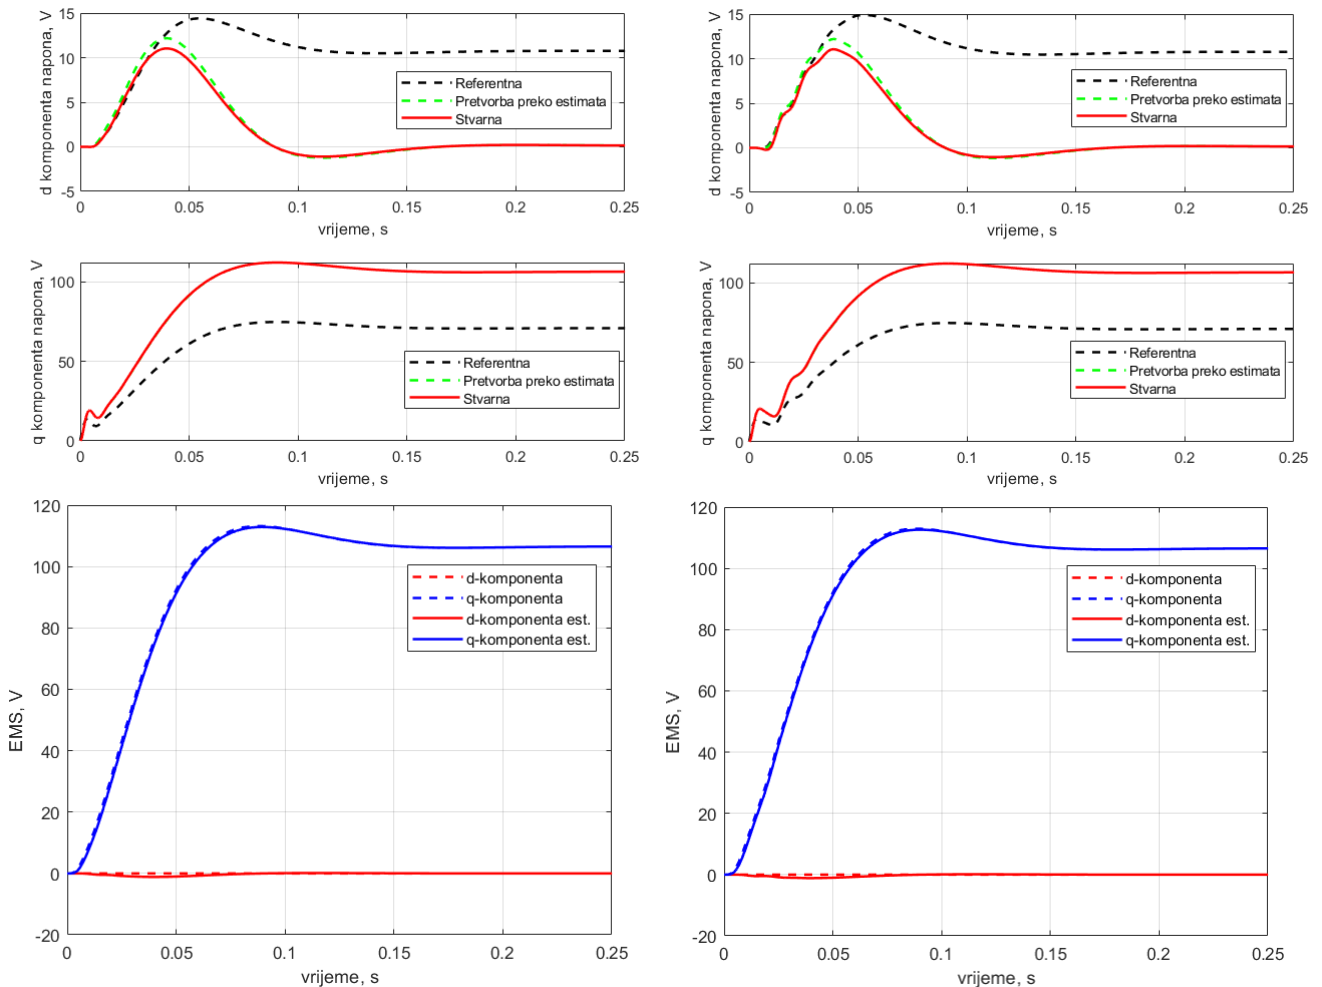 d komponenta napona, V
15
10
5
0
-5
0 0.05 0.1 0.15 0.2 0.25
vrijeme, s
Referentna
Pretvorba preko estimata
Stvarna
d komponenta napona, V
15
10
5
0
-5
0 0.05 0.1 0.15 0.2 0.25
vrijeme, s
Referentna
Pretvorba preko estimata
Stvarna
q komponenta napona, V
100
50
0
0 0.05 0.1 0.15 0.2 0.25
vrijeme, s
Referentna
Pretvorba preko estimata
Stvarna
q komponenta napona, V
100
50
0
0 0.05 0.1 0.15 0.2 0.25
vrijeme, s
Referentna
Pretvorba preko estimata
Stvarna
EMS, V
120
100
80
60
40
20
0
-20
0 0.05 0.1 0.15 0.2 0.25
vrijeme, s
d-komponenta
q-komponenta
d-komponenta est.
q-komponenta est.
EMS, V
120
100
80
60
40
20
0
-20
0 0.05 0.1 0.15 0.2 0.25
vrijeme, s
d-komponenta
q-komponenta
d-komponenta est.
q-komponenta est.